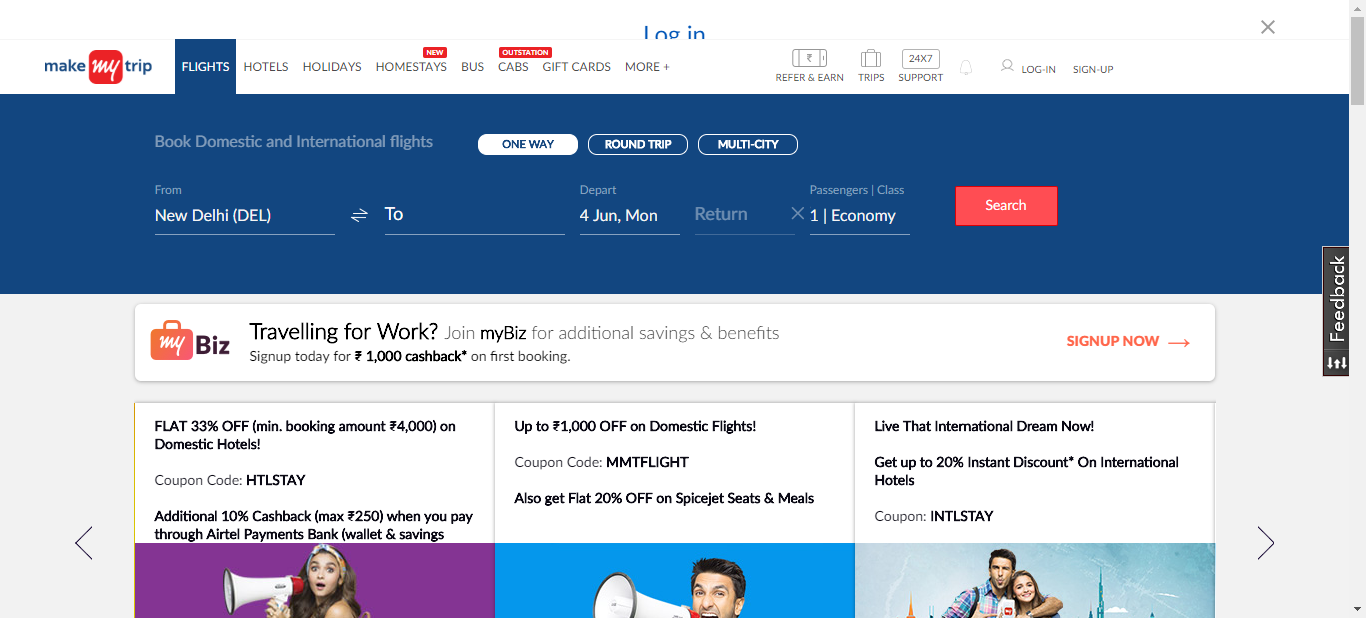 Log in
make my trip
FLIGHTS HOTELS HOLIDAYS HOMESTAYS NEW BUS CABS OUTSTATION GIFT CARDS MORE +
₹ REFER & EARN TRIPS 24X7 SUPPORT LOG-IN SIGN-UP
Book Domestic and International flights ONE WAY ROUND TRIP MULTI-CITY
From Depart Passengers | Class
New Delhi (DEL) To 4 Jun, Mon Return 1 | Economy Search
Feedback
my Biz
Travelling for Work? Join myBiz for additional savings & benefits
Signup today for ₹ 1,000 cashback* on first booking.
SIGNUP NOW
FLAT 33% OFF (min. booking amount ₹4,000) on
Domestic Hotels!
Coupon Code: HTLSTAY
Additional 10% Cashback (max ₹250) when you pay
through Airtel Payments Bank (wallet & savings
Up to ₹1,000 OFF on Domestic Flights!
Coupon Code: MMTFLIGHT
Also get Flat 20% OFF on Spicejet Seats & Meals
Live That International Dream Now!
Get up to 20% Instant Discount* On International
Hotels
Coupon: INTLSTAY
my
my